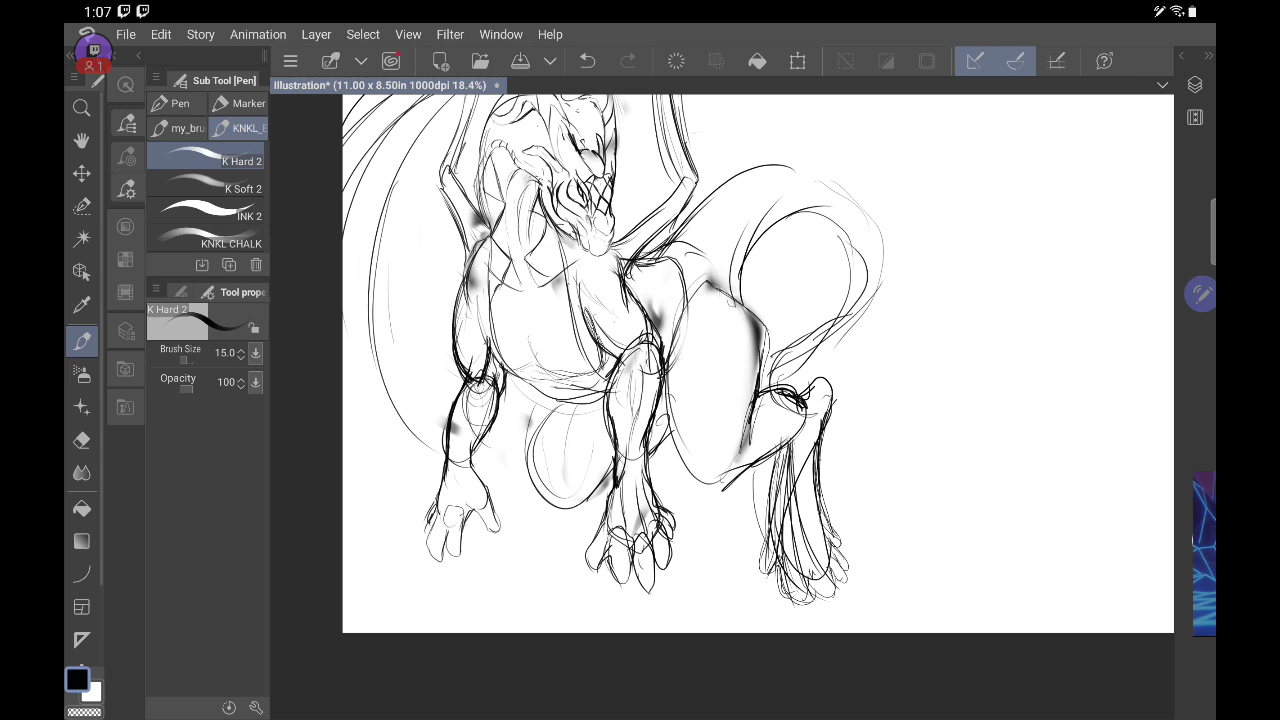 1:07
File Edit Story Animation Layer Select View Filter Window Help
1
Sub Tool [Pen]
Illustration* (11.00 x 8.50in 1000dpi 18.4%)
Pen Marker
my_bru KNKL_E
K Hard 2
K Soft 2
INK 2
KNKL CHALK
Tool prope
K Hard 2
Brush Size 15.0
Opacity 100